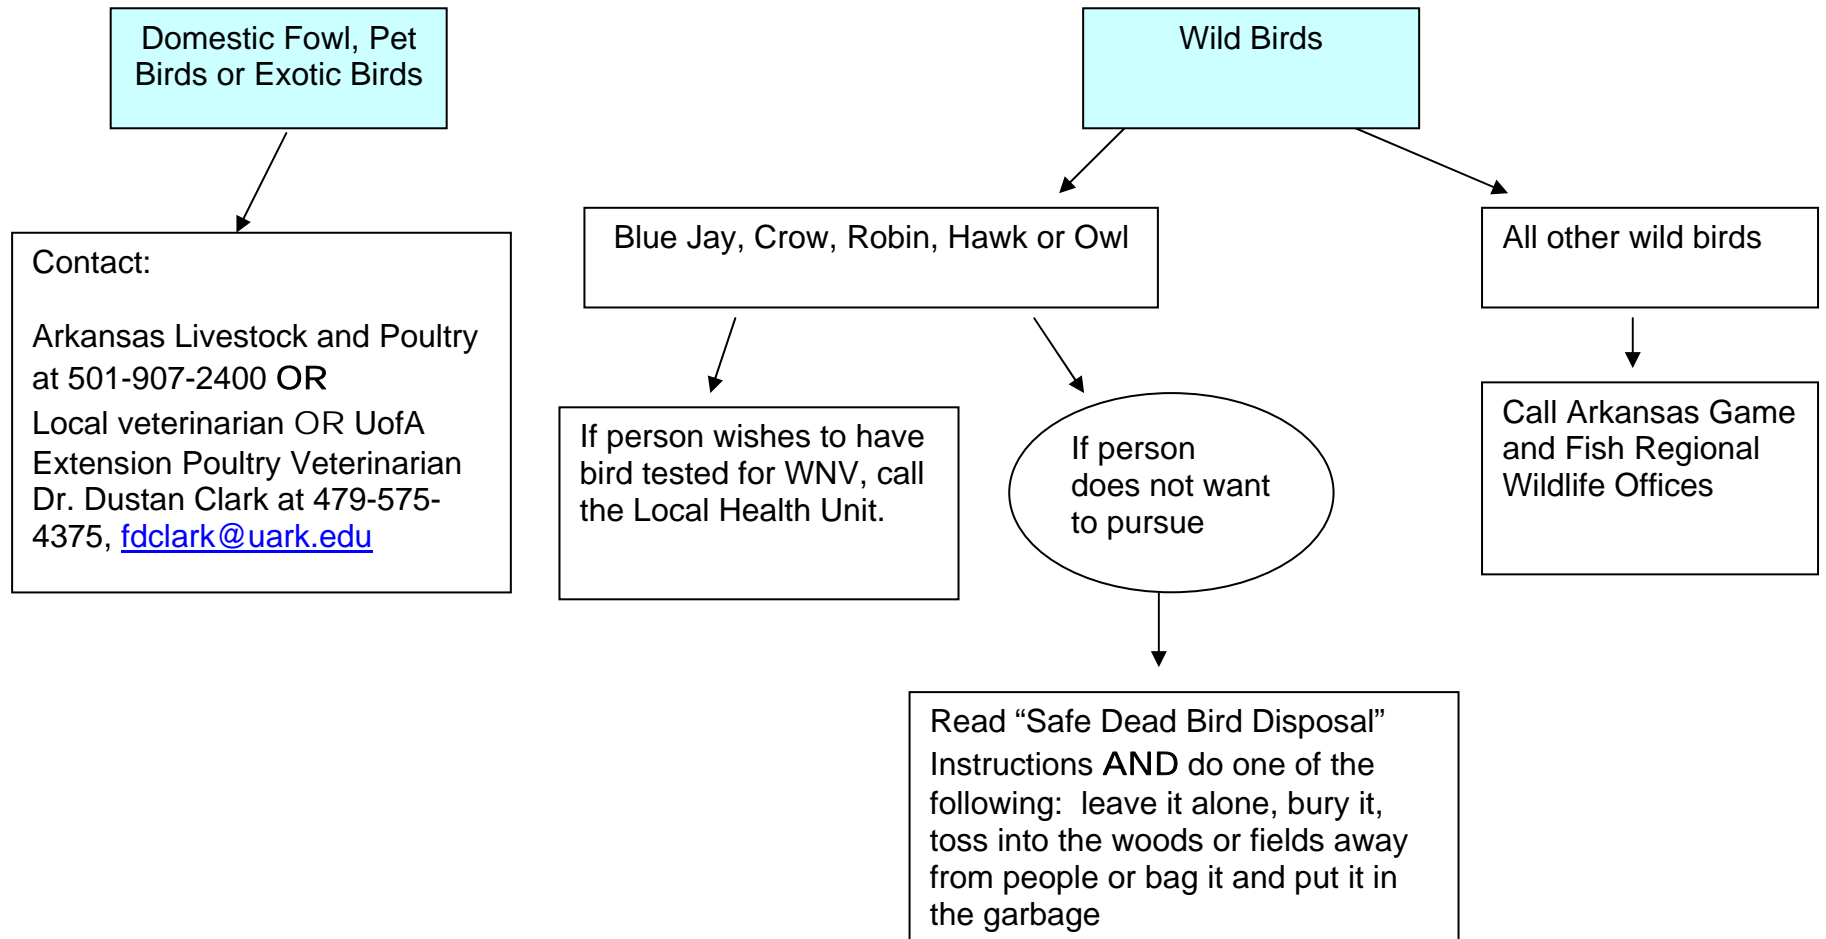 Domestic Fowl, Pet
Birds or Exotic Birds
Contact:
Arkansas Livestock and Poultry
at 501-907-2400 OR
Local veterinarian OR UofA
Extension Poultry Veterinarian
Dr. Dustan Clark at 479-575-
4375, fdclark@uark.edu
Wild Birds
Blue Jay, Crow, Robin, Hawk or Owl
If person wishes to have
bird tested for WNV, call
the Local Health Unit.
If person
does not want
to pursue
Read “Safe Dead Bird Disposal”
Instructions AND do one of the
following:  leave it alone, bury it,
toss into the woods or fields away
from people or bag it and put it in
the garbage
All other wild birds
Call Arkansas Game
and Fish Regional
Wildlife Offices